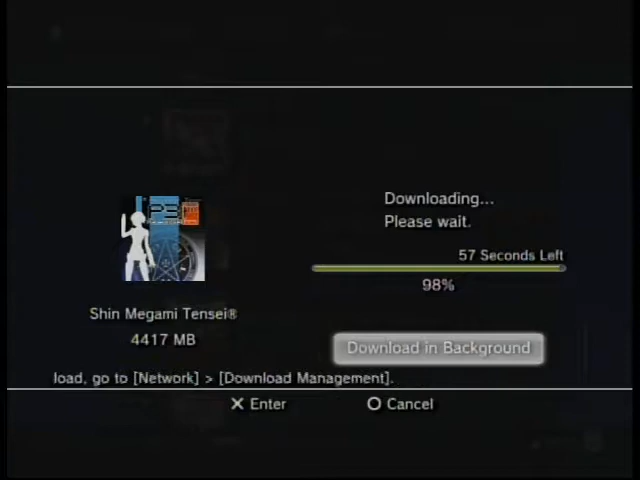 P3
Downloading...
Please wait.
57 Seconds Left
98%
Shin Megami Tensei®
4417 MB
Download in Background
load, go to [Network] > [Download Management].
X Enter
O Cancel